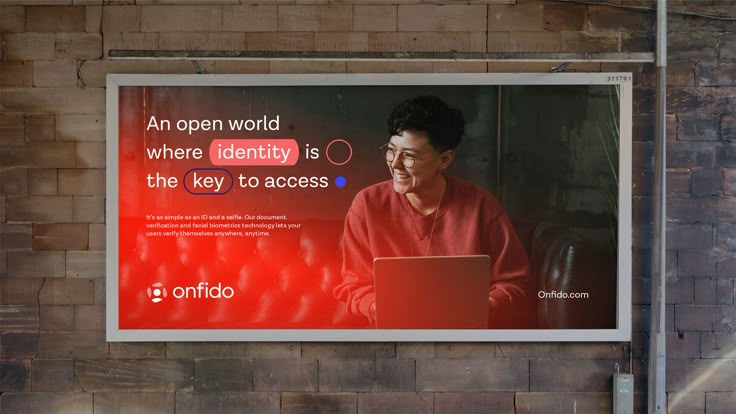 371701
An open world
where identity is
the key to access
It's as simple as an ID and a selfie. Our document
verification and facial biometrics technology lets your
users verify themselves anywhere, anytime.
onfido
Onfido.com